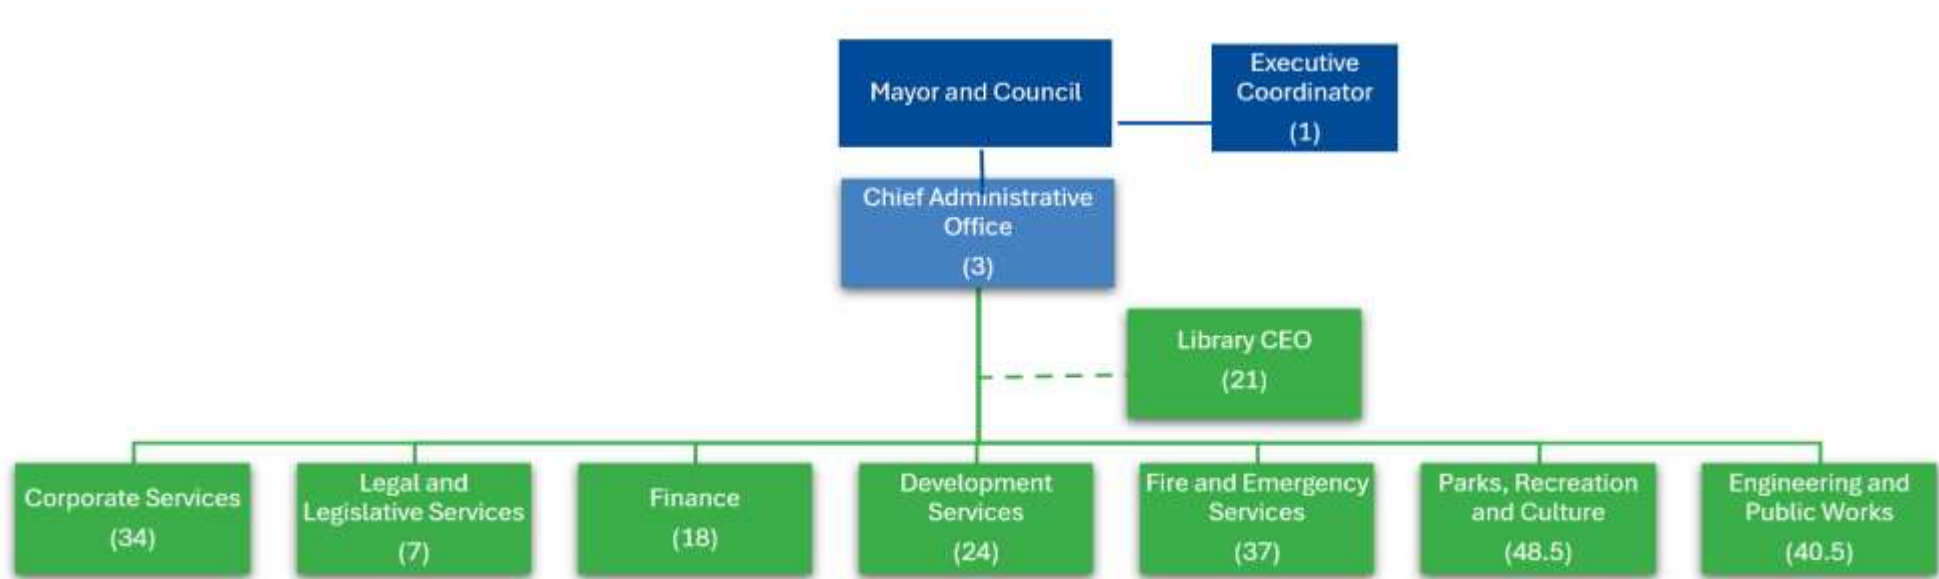 Mayor and Council
Executive
Coordinator
(1)
Chief Administrative
Office
(3)
Library CEO
(21)
Corporate Services
(34)
Legal and
Legislative Services
(7)
Finance
(18)
Development
Services
(24)
Fire and Emergency
Services
(37)
Parks, Recreation
and Culture
(48.5)
Engineering and
Public Works
(40.5)